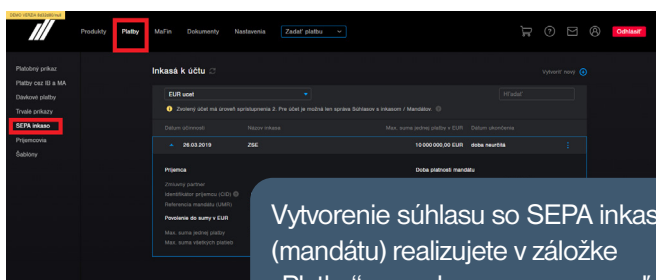 Produkty Platby MaFin Dokumenty Nastavenia Zadať platbu Odhlásiť
Platobný príkaz
Platby cez IB a MA
Dávkové platby
Trvalé príkazy
SEPA inkaso
Príjemcovia
Šablóny
Inkasá k účtu
Vytvoriť nový
EUR ucet
Hľadať
Zvolený účet má úroveň sprístupnenia 2. Pre účet je možná len správa Súhlasov s inkasom / Mandátov.
Dátum účinnosti Názov inkasa Max. suma jednej platby v EUR Dátum ukončenia
26.03.2019 ZSE 10 000 000,00 EUR doba neurčitá
Príjemca Doba platnosti mandátu
Zmluvný partner
Identifikátor príjemcu (CID)
Referencia mandátu (UMR)
Povolenie do sumy v EUR
Max. suma jednej platby
Max. suma všetkých platieb
Vytvorenie súhlasu so SEPA inkas
(mandátu) realizujete v záložke